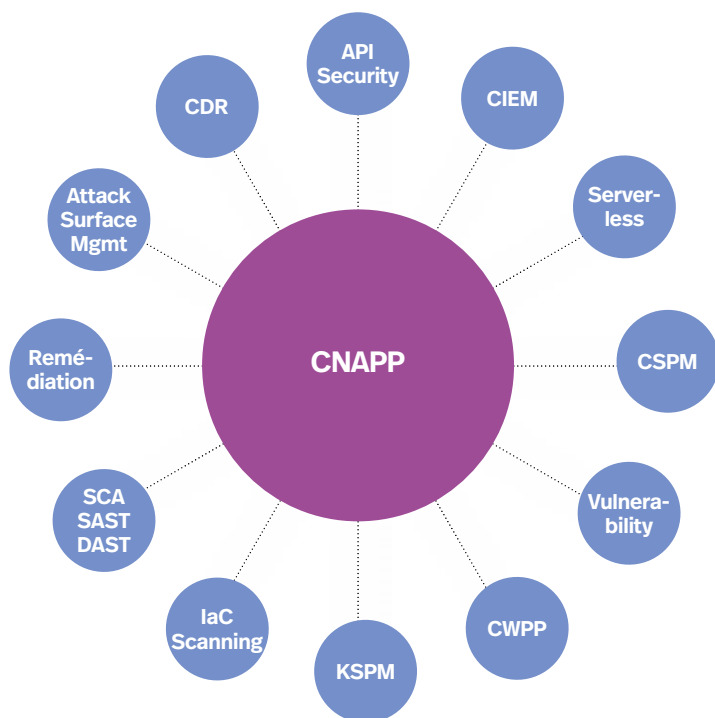 API
Security
CIEM
CDR
Server-
less
Attack
Surface
Mgmt
CNAPP
CSPM
Remé-
diation
Vulnera-
bility
SCA
SAST
DAST
IaC
Scanning
CWPP
KSPM